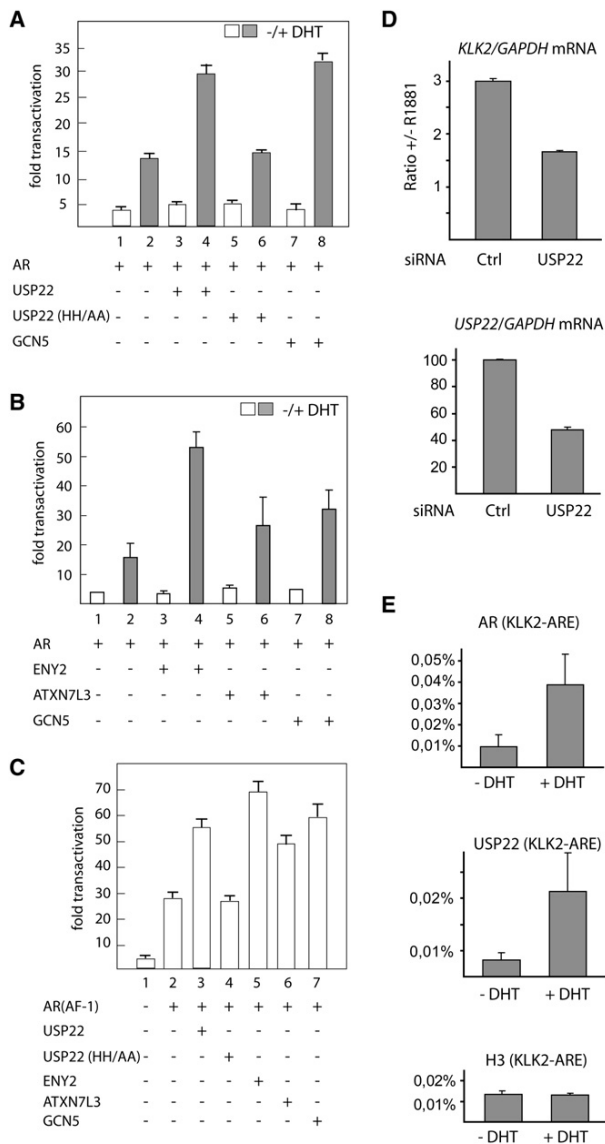 A
-/+ DHT
fold transactivation
35
25
15
5
1 2 3 4 5 6 7 8
AR + + + + + + + +
USP22 - - + + - - - -
USP22 (HH/AA) - - - - + + - -
GCN5 - - - - - - + +
B
-/+ DHT
fold transactivation
60
50
40
30
20
10
1 2 3 4 5 6 7 8
AR + + + + + + + +
ENY2 - - + + - - - -
ATXN7L3 - - - - + + - -
GCN5 - - - - - - + +
C
fold transactivation
70
60
50
40
30
20
10
1 2 3 4 5 6 7
AR(AF-1) - + + + + + +
USP22 - - + - - - -
USP22 (HH/AA) - - - + - - -
ENY2 - - - - + - -
ATXN7L3 - - - - - + -
GCN5 - - - - - - +
D
KLK2/GAPDH mRNA
Ratio +/- R1881
3
2
1
siRNA Ctrl USP22
USP22/GAPDH mRNA
100
80
60
40
20
siRNA Ctrl USP22
E
AR (KLK2-ARE)
0,05%
0,04%
0,02%
0,01%
- DHT + DHT
USP22 (KLK2-ARE)
0,02%
0,01%
- DHT + DHT
H3 (KLK2-ARE)
0,02%
0,01%
- DHT + DHT